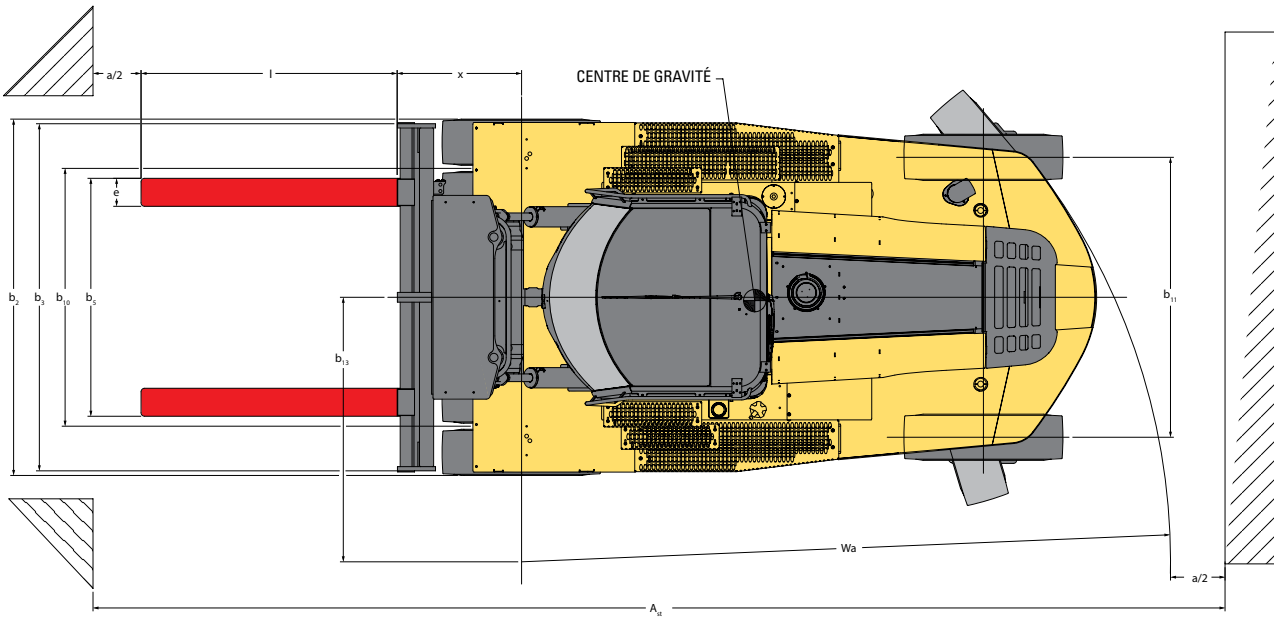 a/2
l
x
CENTRE DE GRAVITÉ
e
b₂
b₃
b₁₀
b₅
b₁₁
b₁₃
Wa
a/2
Aₛₜ